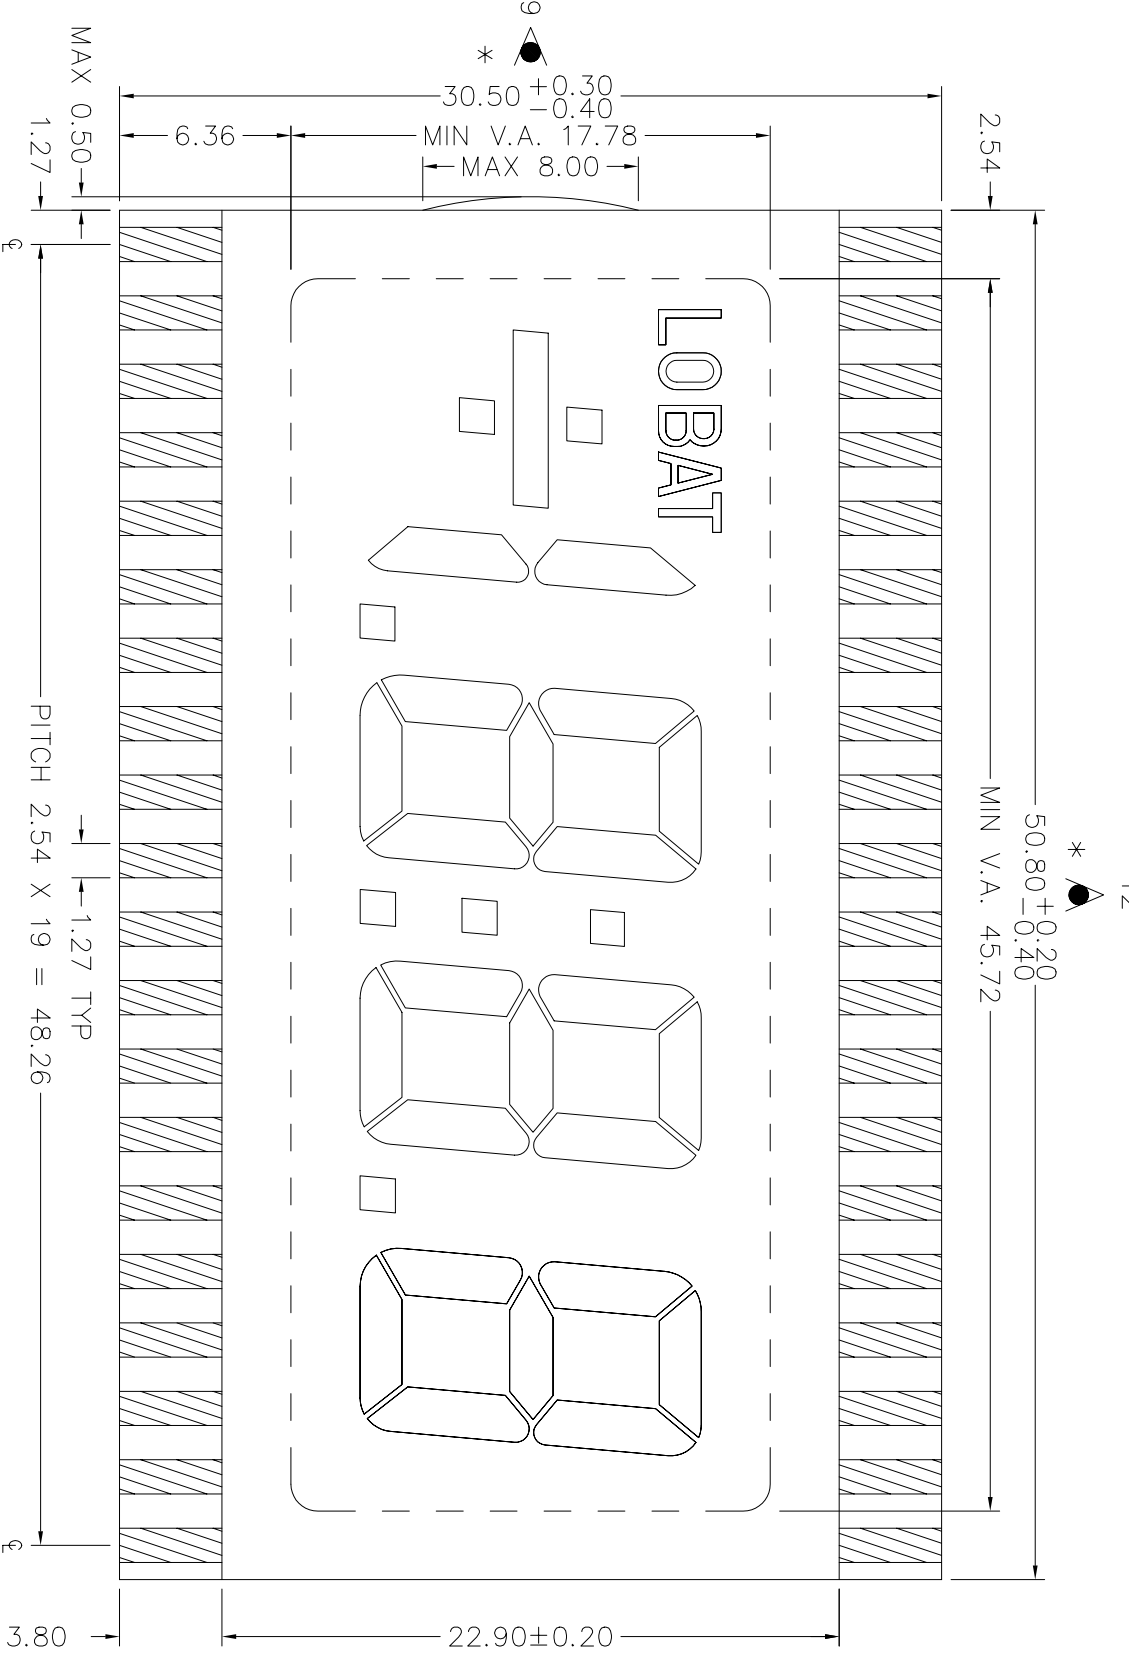 9
*
30.50 +0.30
-0.40
6.36
MIN V.A. 17.78
MAX 8.00
MAX 0.50
1.27
2.54
12
*
50.80 +0.20
-0.40
MIN V.A. 45.72
LOBAT
PITCH 2.54 X 19 = 48.26
1.27 TYP
3.80
22.90±0.20